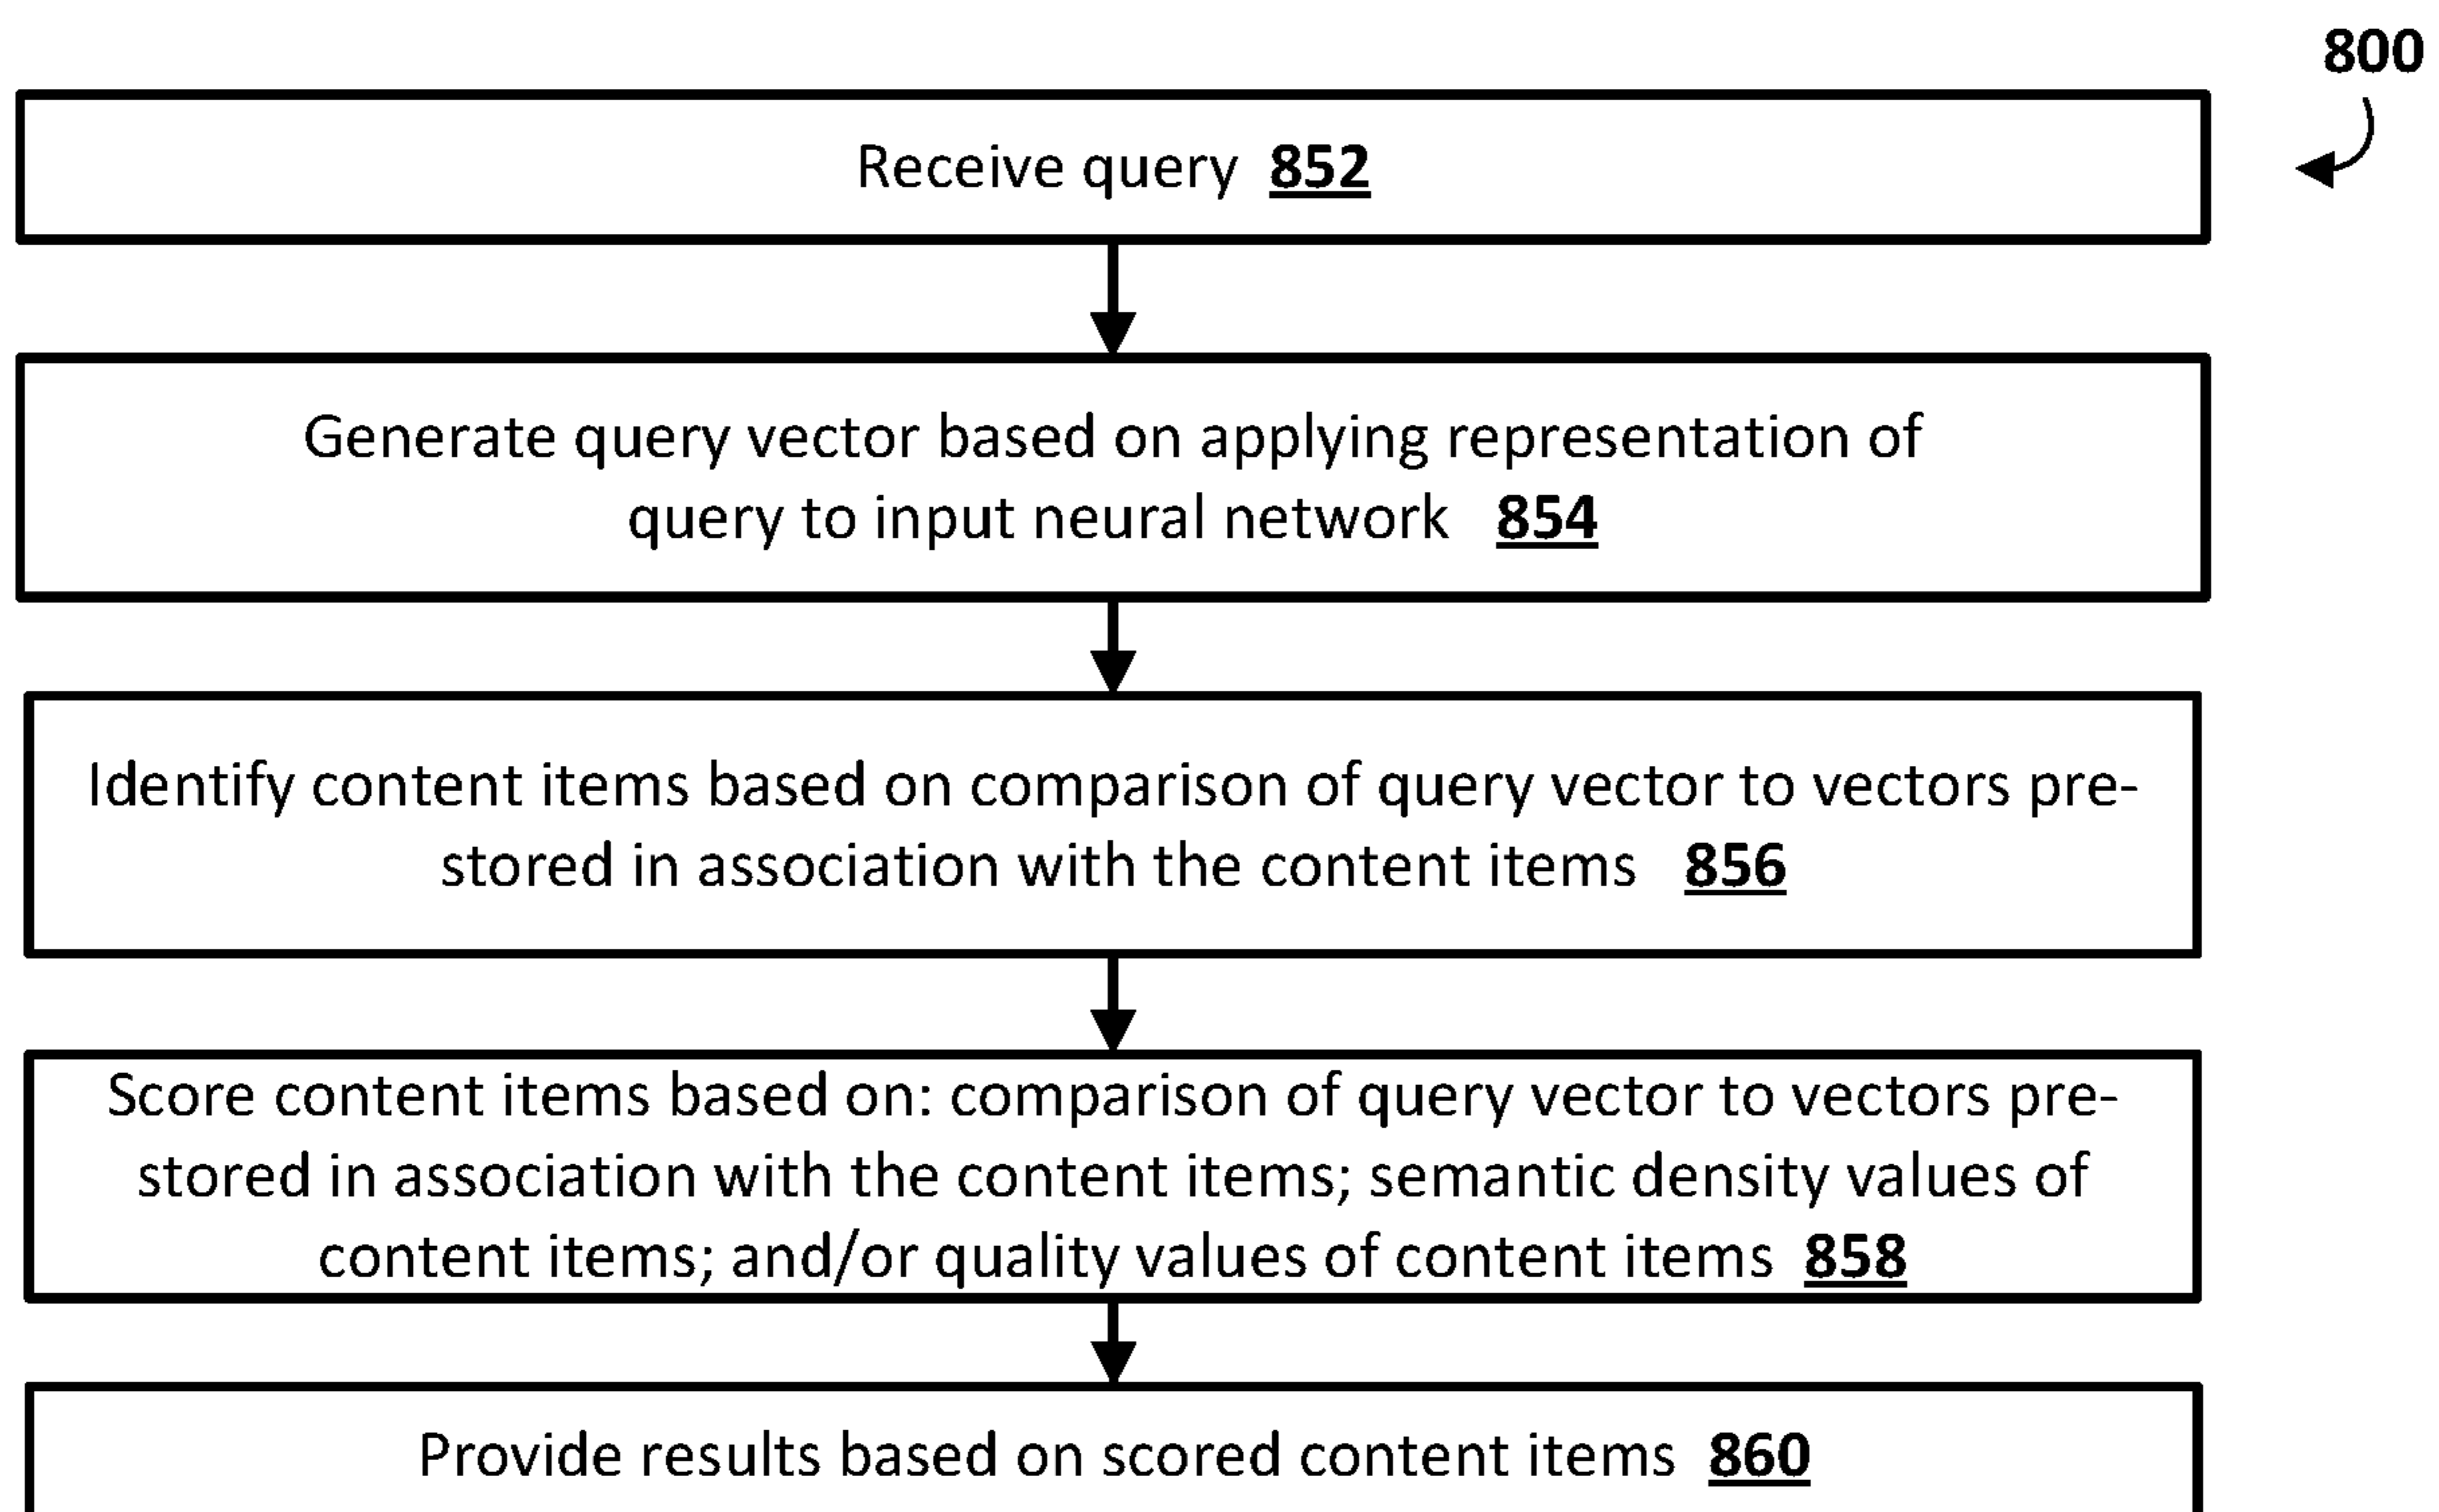 800
Receive query 852
Generate query vector based on applying representation of
query to input neural network 854
Identify content items based on comparison of query vector to vectors pre-
stored in association with the content items 856
Score content items based on: comparison of query vector to vectors pre-
stored in association with the content items; semantic density values of
content items; and/or quality values of content items 858
Provide results based on scored content items 860